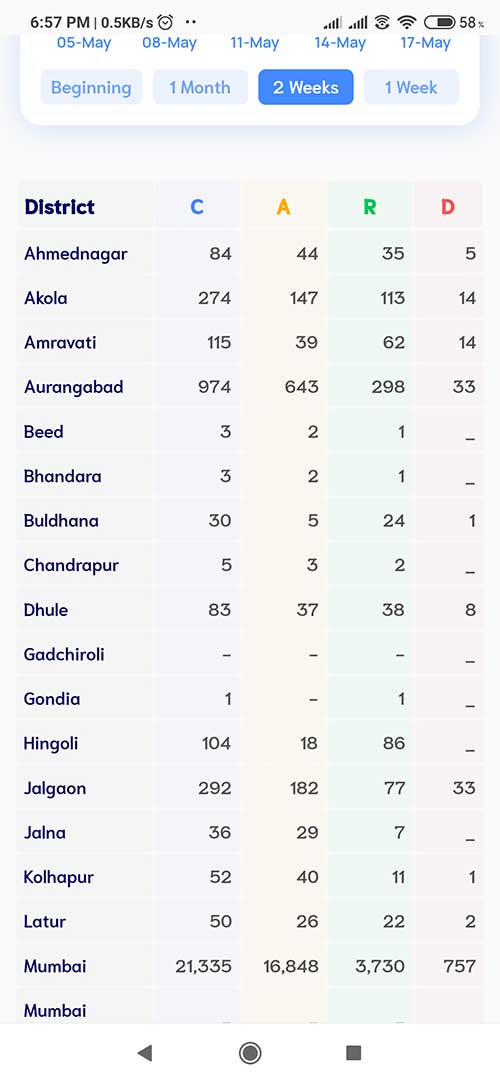 6:57 PM | 0.5KB/s 58%
05-May 08-May 11-May 14-May 17-May
Beginning 1 Month 2 Weeks 1 Week
District C A R D
Ahmednagar 84 44 35 5
Akola 274 147 113 14
Amravati 115 39 62 14
Aurangabad 974 643 298 33
Beed 3 2 1 _
Bhandara 3 2 1 _
Buldhana 30 5 24 1
Chandrapur 5 3 2 _
Dhule 83 37 38 8
Gadchiroli – – – _
Gondia 1 – 1 _
Hingoli 104 18 86 _
Jalgaon 292 182 77 33
Jalna 36 29 7 _
Kolhapur 52 40 11 1
Latur 50 26 22 2
Mumbai 21,335 16,848 3,730 757
Mumbai – – –